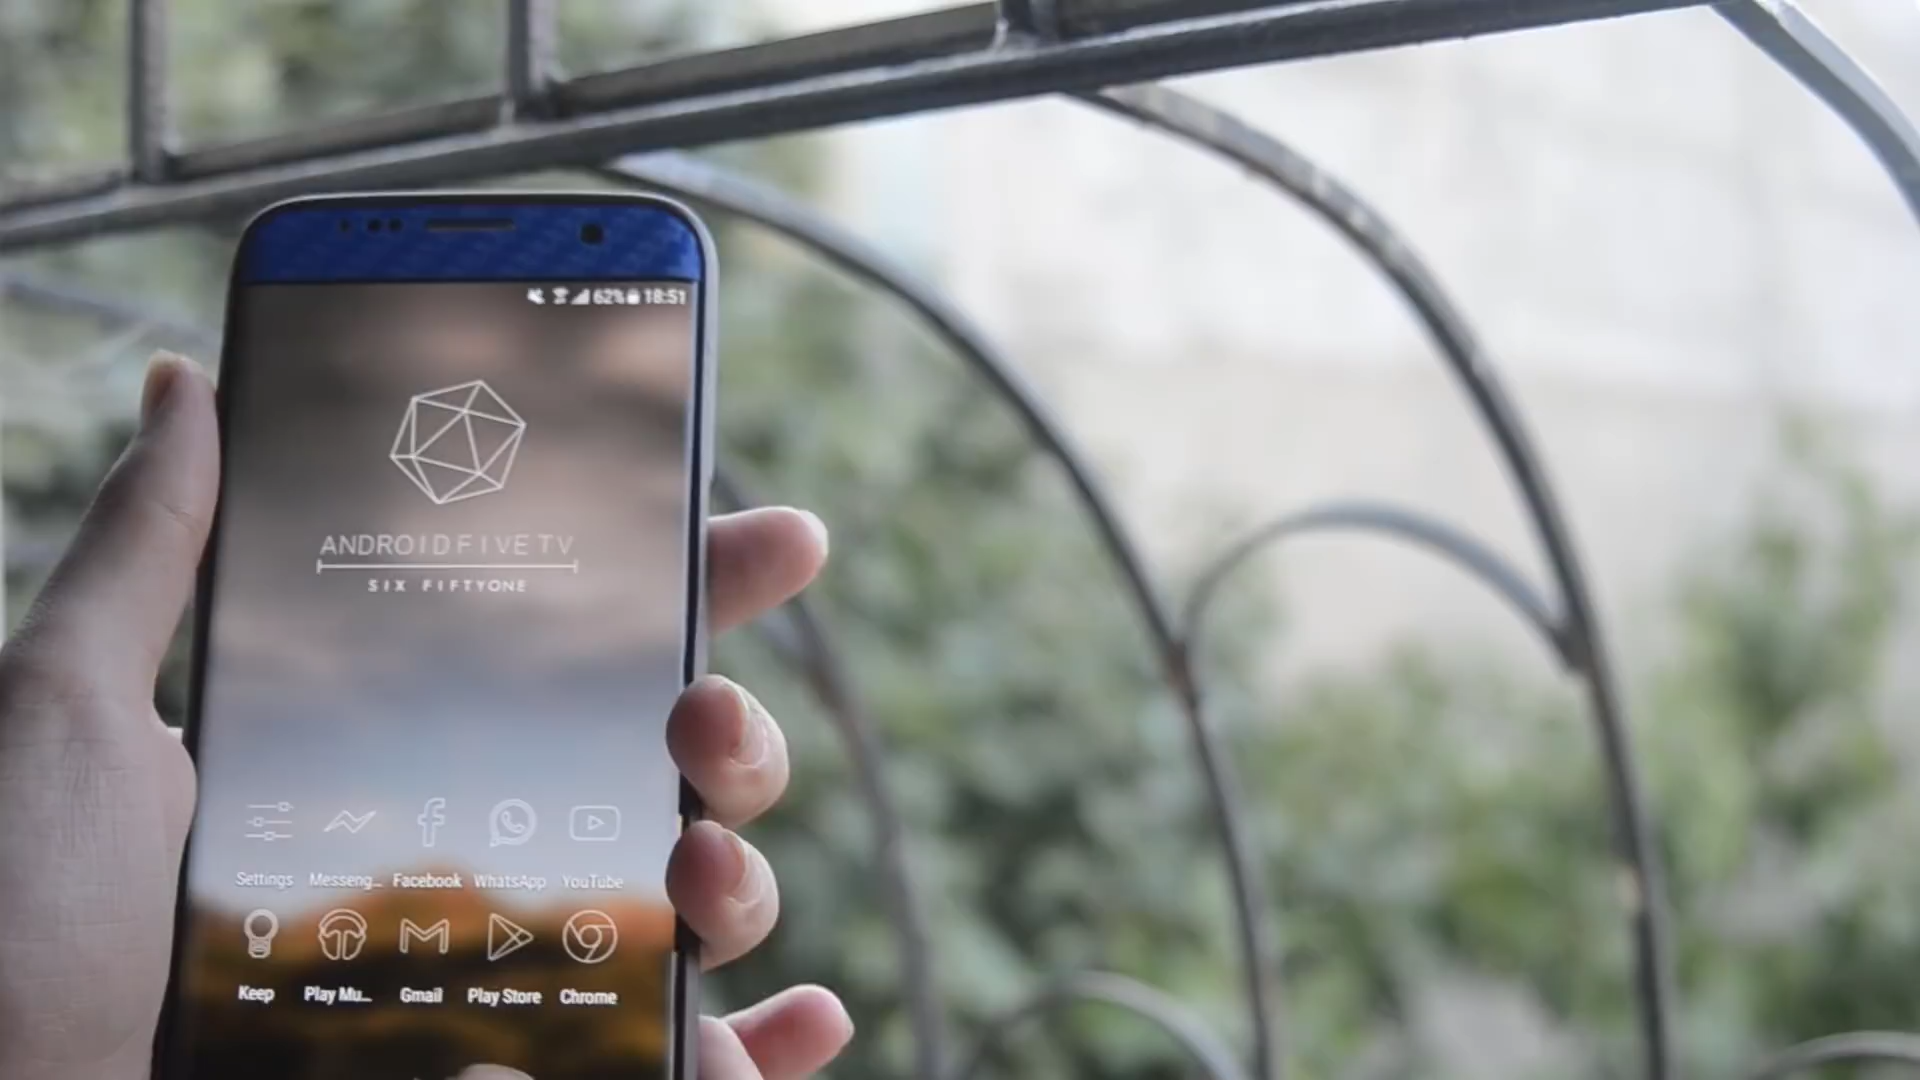 62% 18:51
ANDROIDFIVETV
SIX FIFTYONE
Settings Messeng... Facebook WhatsApp YouTube
Keep Play Mu... Gmail Play Store Chrome